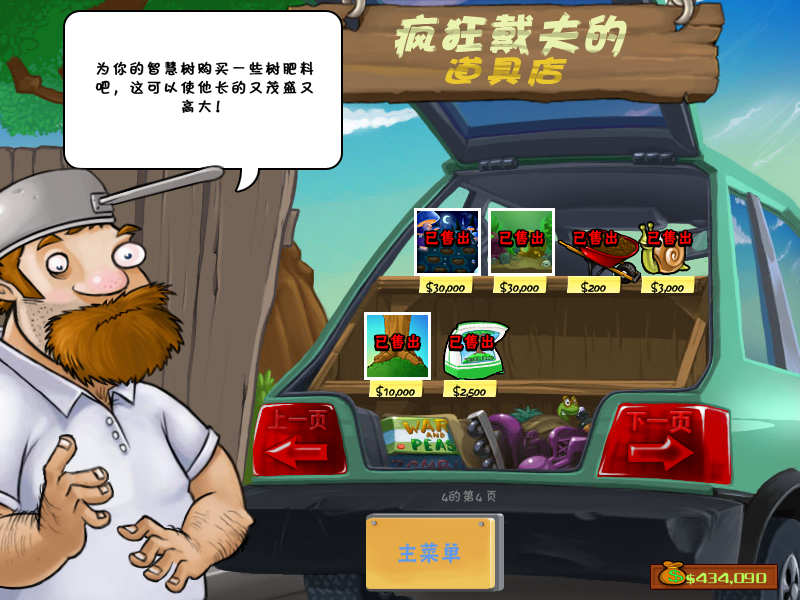 为你的智慧树购买一些树肥料
吧，这可以使他长的又茂盛又
高大！
疯狂戴夫的
道具店
已售出
已售出
已售出
已售出
$30,000
$30,000
$200
$3,000
已售出
已售出
$10,000
$2,500
上一页
WAR
AND
PEAS
下一页
4的第4页
主菜单
$434,090